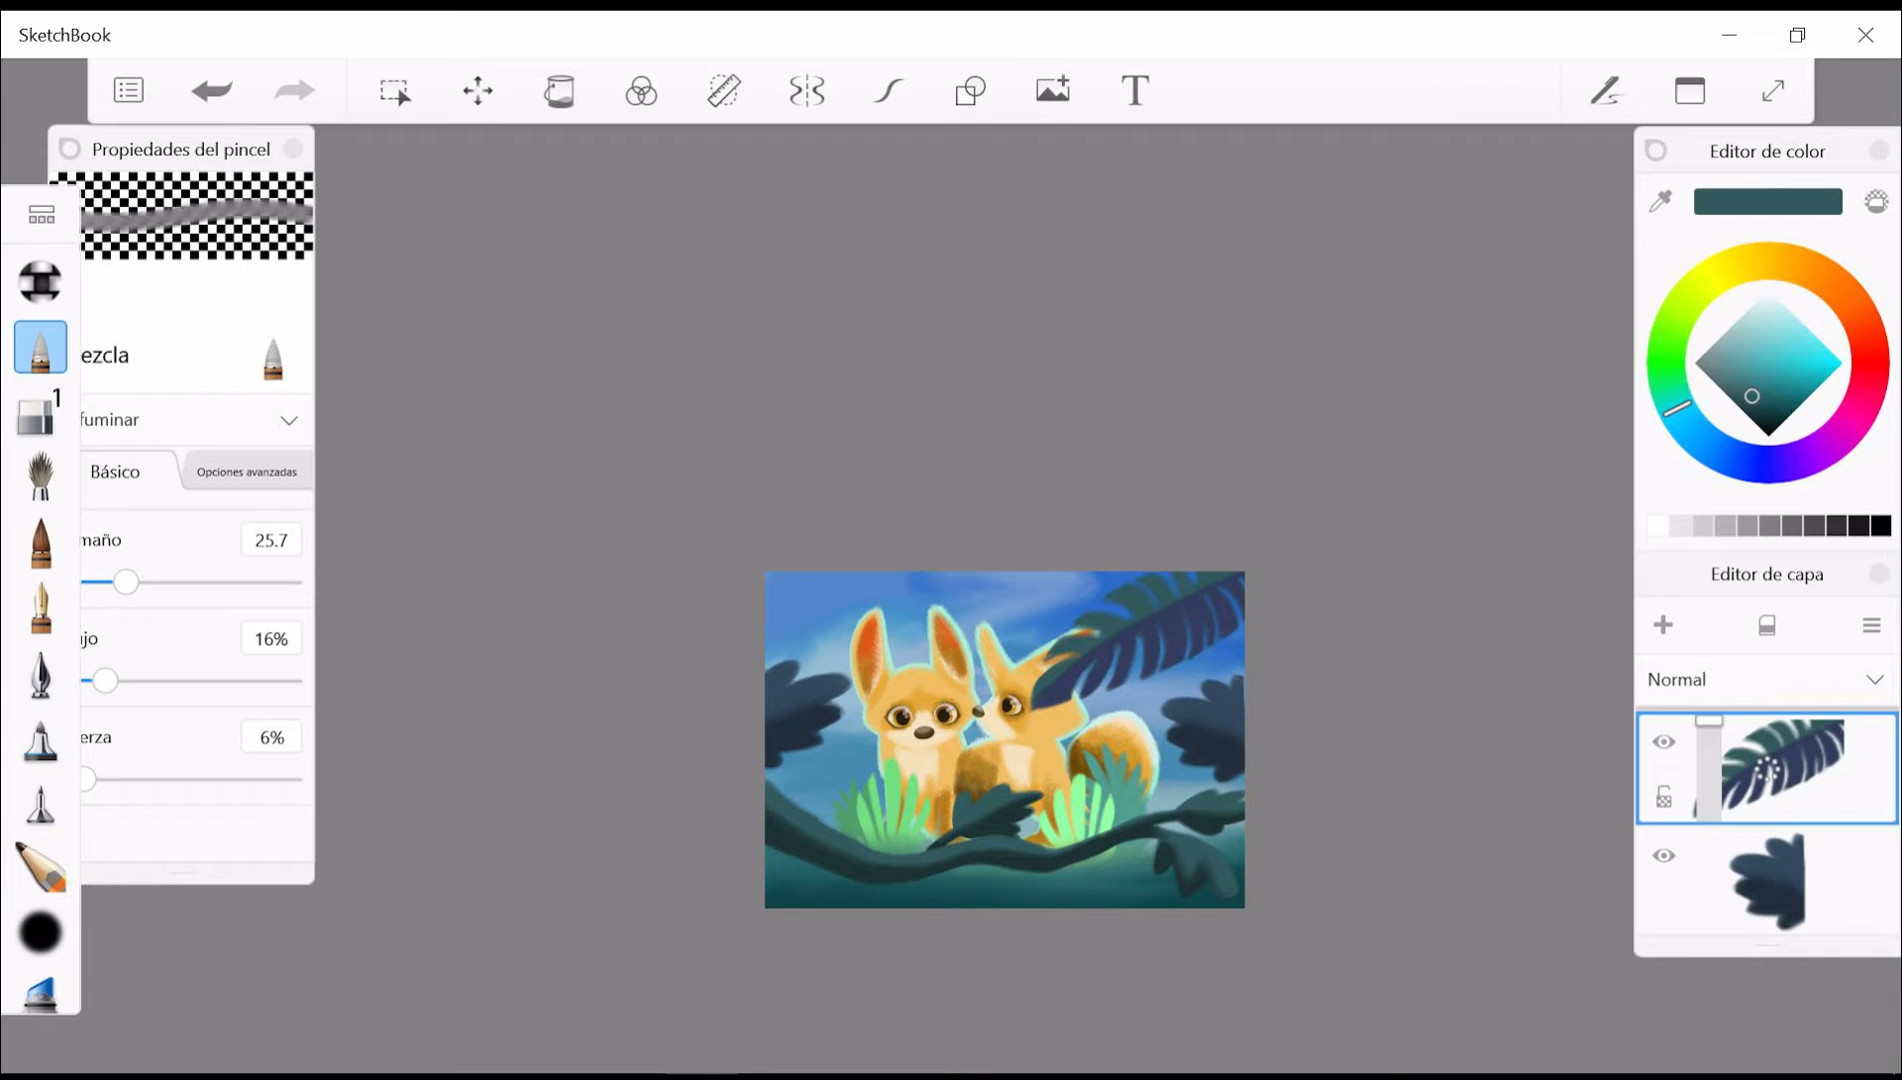 SketchBook
T
Propiedades del pincel
Editor de color
ezcla
1
fuminar
Básico
Opciones avanzadas
maño
25.7
Editor de capa
ujo
16%
Normal
erza
6%